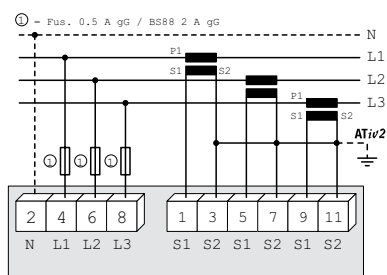 ① - Fus. 0.5 A gG / BS88 2 A gG
N
P1 L1
S1 S2
L2
P1 L3
S1 S2
ATiv2
① ① ①
2 4 6 8 1 3 5 7 9 11
N L1 L2 L3 S1 S2 S1 S2 S1 S2